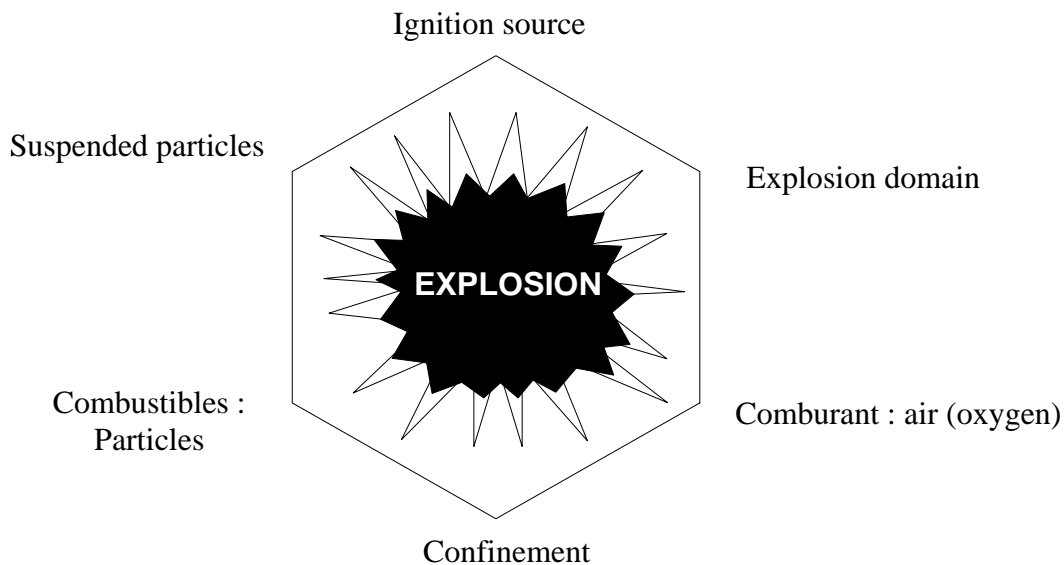 Ignition source
Suspended particles
Explosion domain
EXPLOSION
Combustibles :
Particles
Comburant : air (oxygen)
Confinement